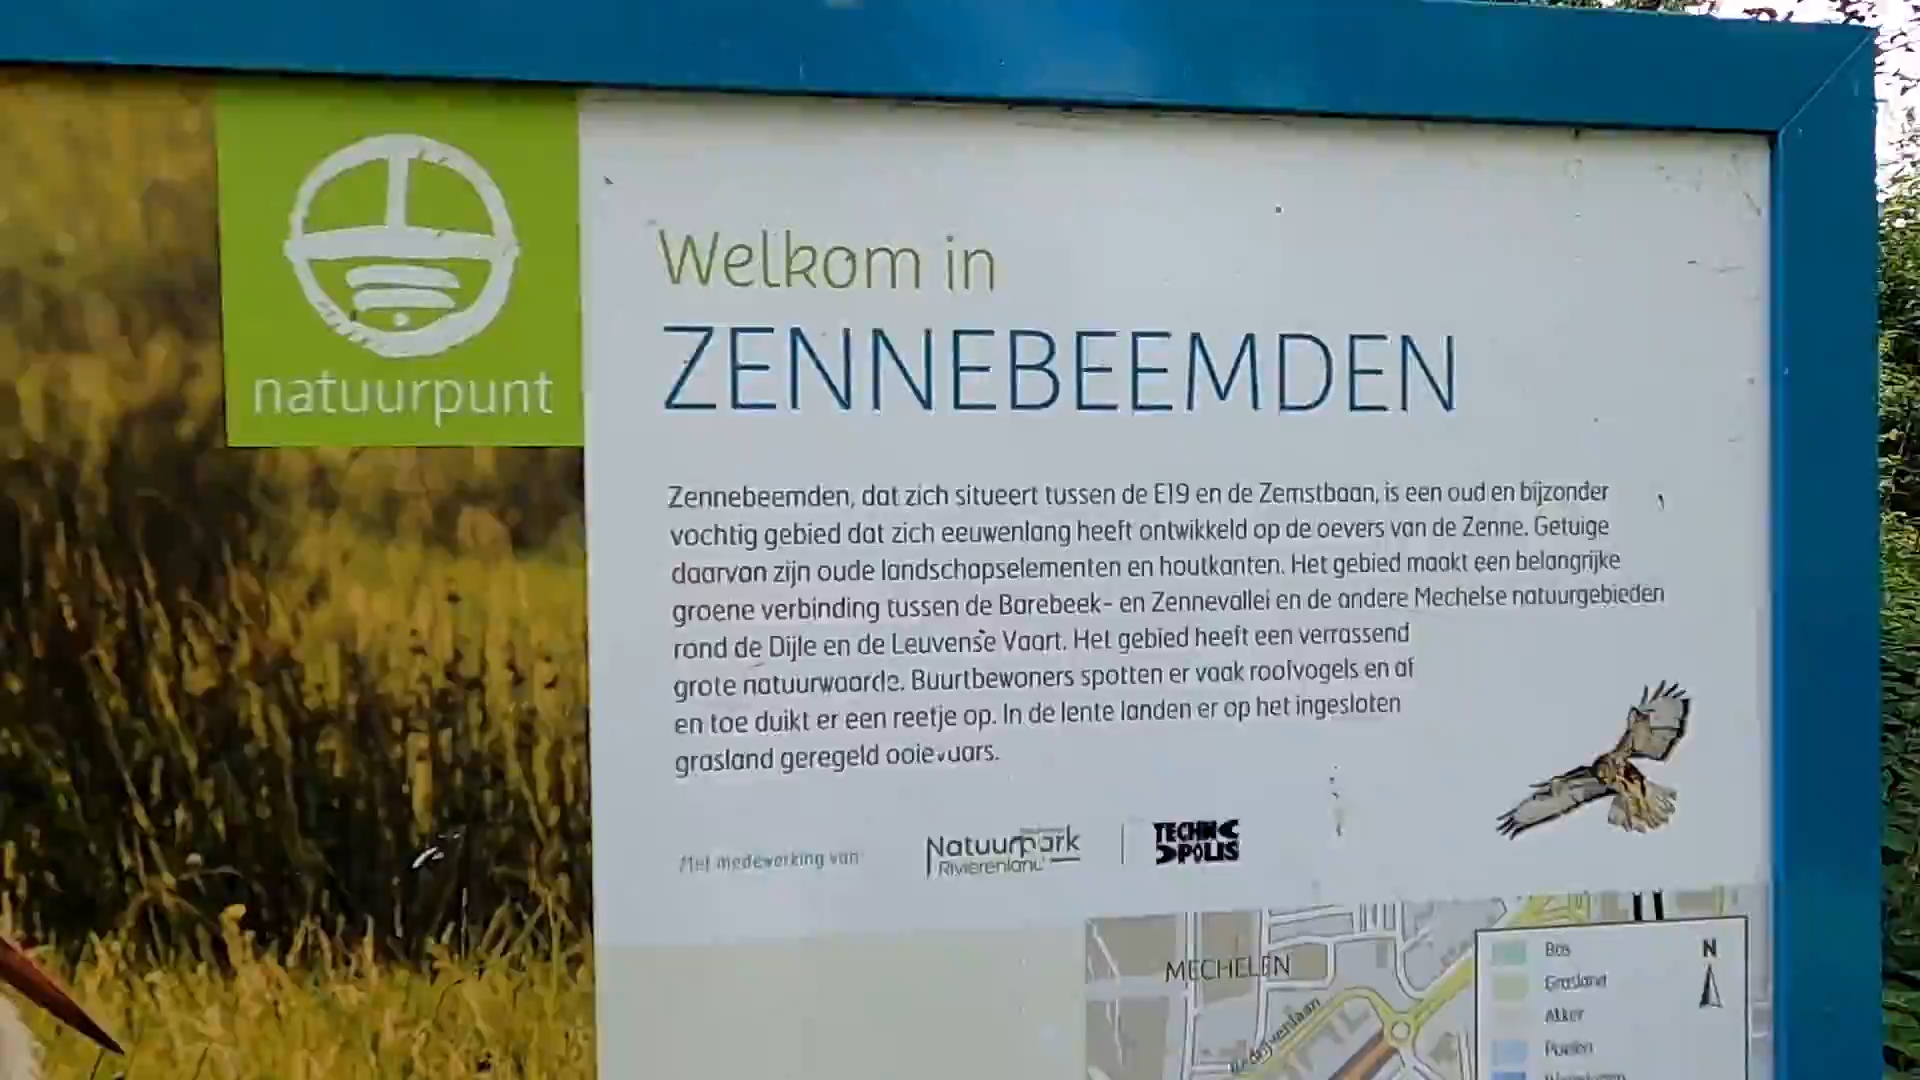 natuurpunt
Welkom in
ZENNEBEEMDEN
Zennebeemden, dat zich situeert tussen de E19 en de Zemstbaan, is een oud en bijzonder
vochtig gebied dat zich eeuwenlang heeft ontwikkeld op de oevers van de Zenne. Getuige
daarvan zijn oude landschapselementen en houtkanten. Het gebied maakt een belangrijke
groene verbinding tussen de Barebeek- en Zennevallei en de andere Mechelse natuurgebieden
rond de Dijle en de Leuvense Vaart. Het gebied heeft een verrassend
grote natuurwaarde. Buurtbewoners spotten er vaak roofvogels en af
en toe duikt er een reetje op. In de lente landen er op het ingesloten
grasland geregeld ooievaars.
Met medewerking van
Natuurpark
Rivierenland
TECHNOPOLIS
MECHELEN
Bos
Grasland
Akker
Poelen
N